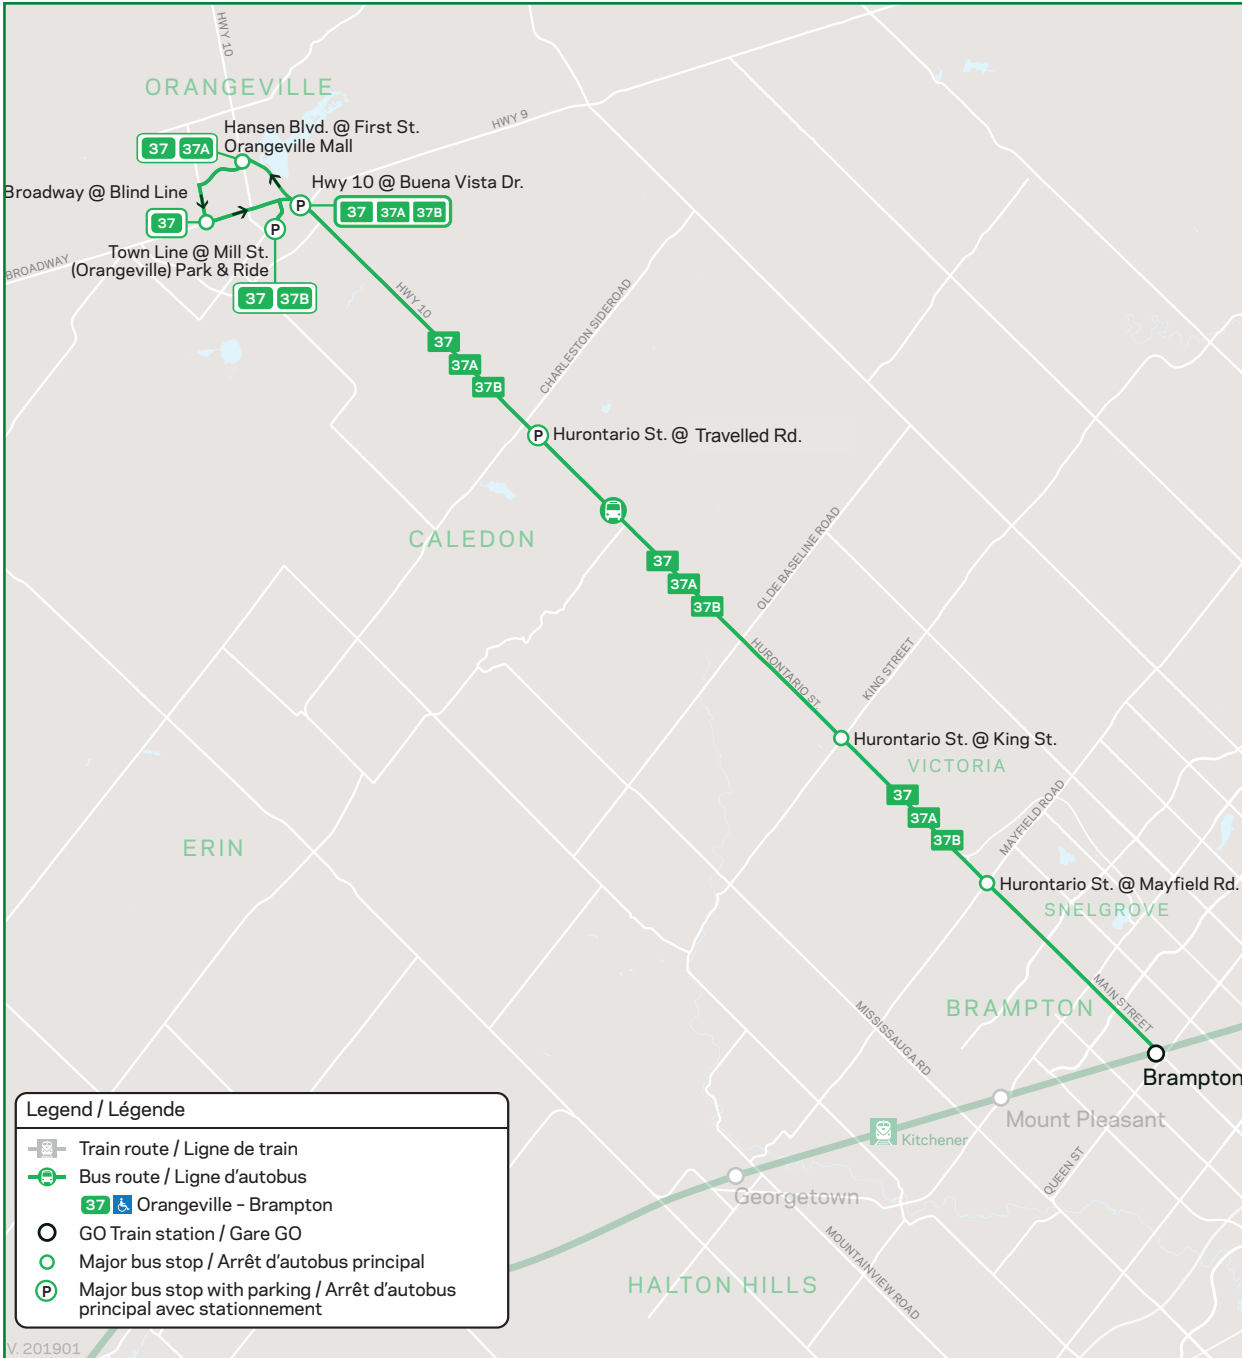 HWY 10
ORANGEVILLE
HWY 9
Hansen Blvd. @ First St.
Orangeville Mall
37 37A
Broadway @ Blind Line
Hwy 10 @ Buena Vista Dr.
37 37A 37B
37
P
P
Town Line @ Mill St.
(Orangeville) Park & Ride
BROADWAY
37 37B
HWY 10
CHARLESTON SIDEROAD
37
37A
37B
P
Hurontario St. @ Travelled Rd.
CALEDON
OLDE BASELINE ROAD
37
37A
37B
HURONTARIO ST.
KING STREET
Hurontario St. @ King St.
VICTORIA
37
37A
37B
MAYFIELD ROAD
ERIN
Hurontario St. @ Mayfield Rd.
SNELGROVE
MAIN STREET
BRAMPTON
MISSISSAUGA RD
Brampton
Mount Pleasant
Kitchener
QUEEN ST
Georgetown
MOUNTAINVIEW ROAD
HALTON HILLS
Legend / Légende
Train route / Ligne de train
Bus route / Ligne d'autobus
37 Orangeville – Brampton
GO Train station / Gare GO
Major bus stop / Arrêt d'autobus principal
P Major bus stop with parking / Arrêt d'autobus
principal avec stationnement
V. 201901